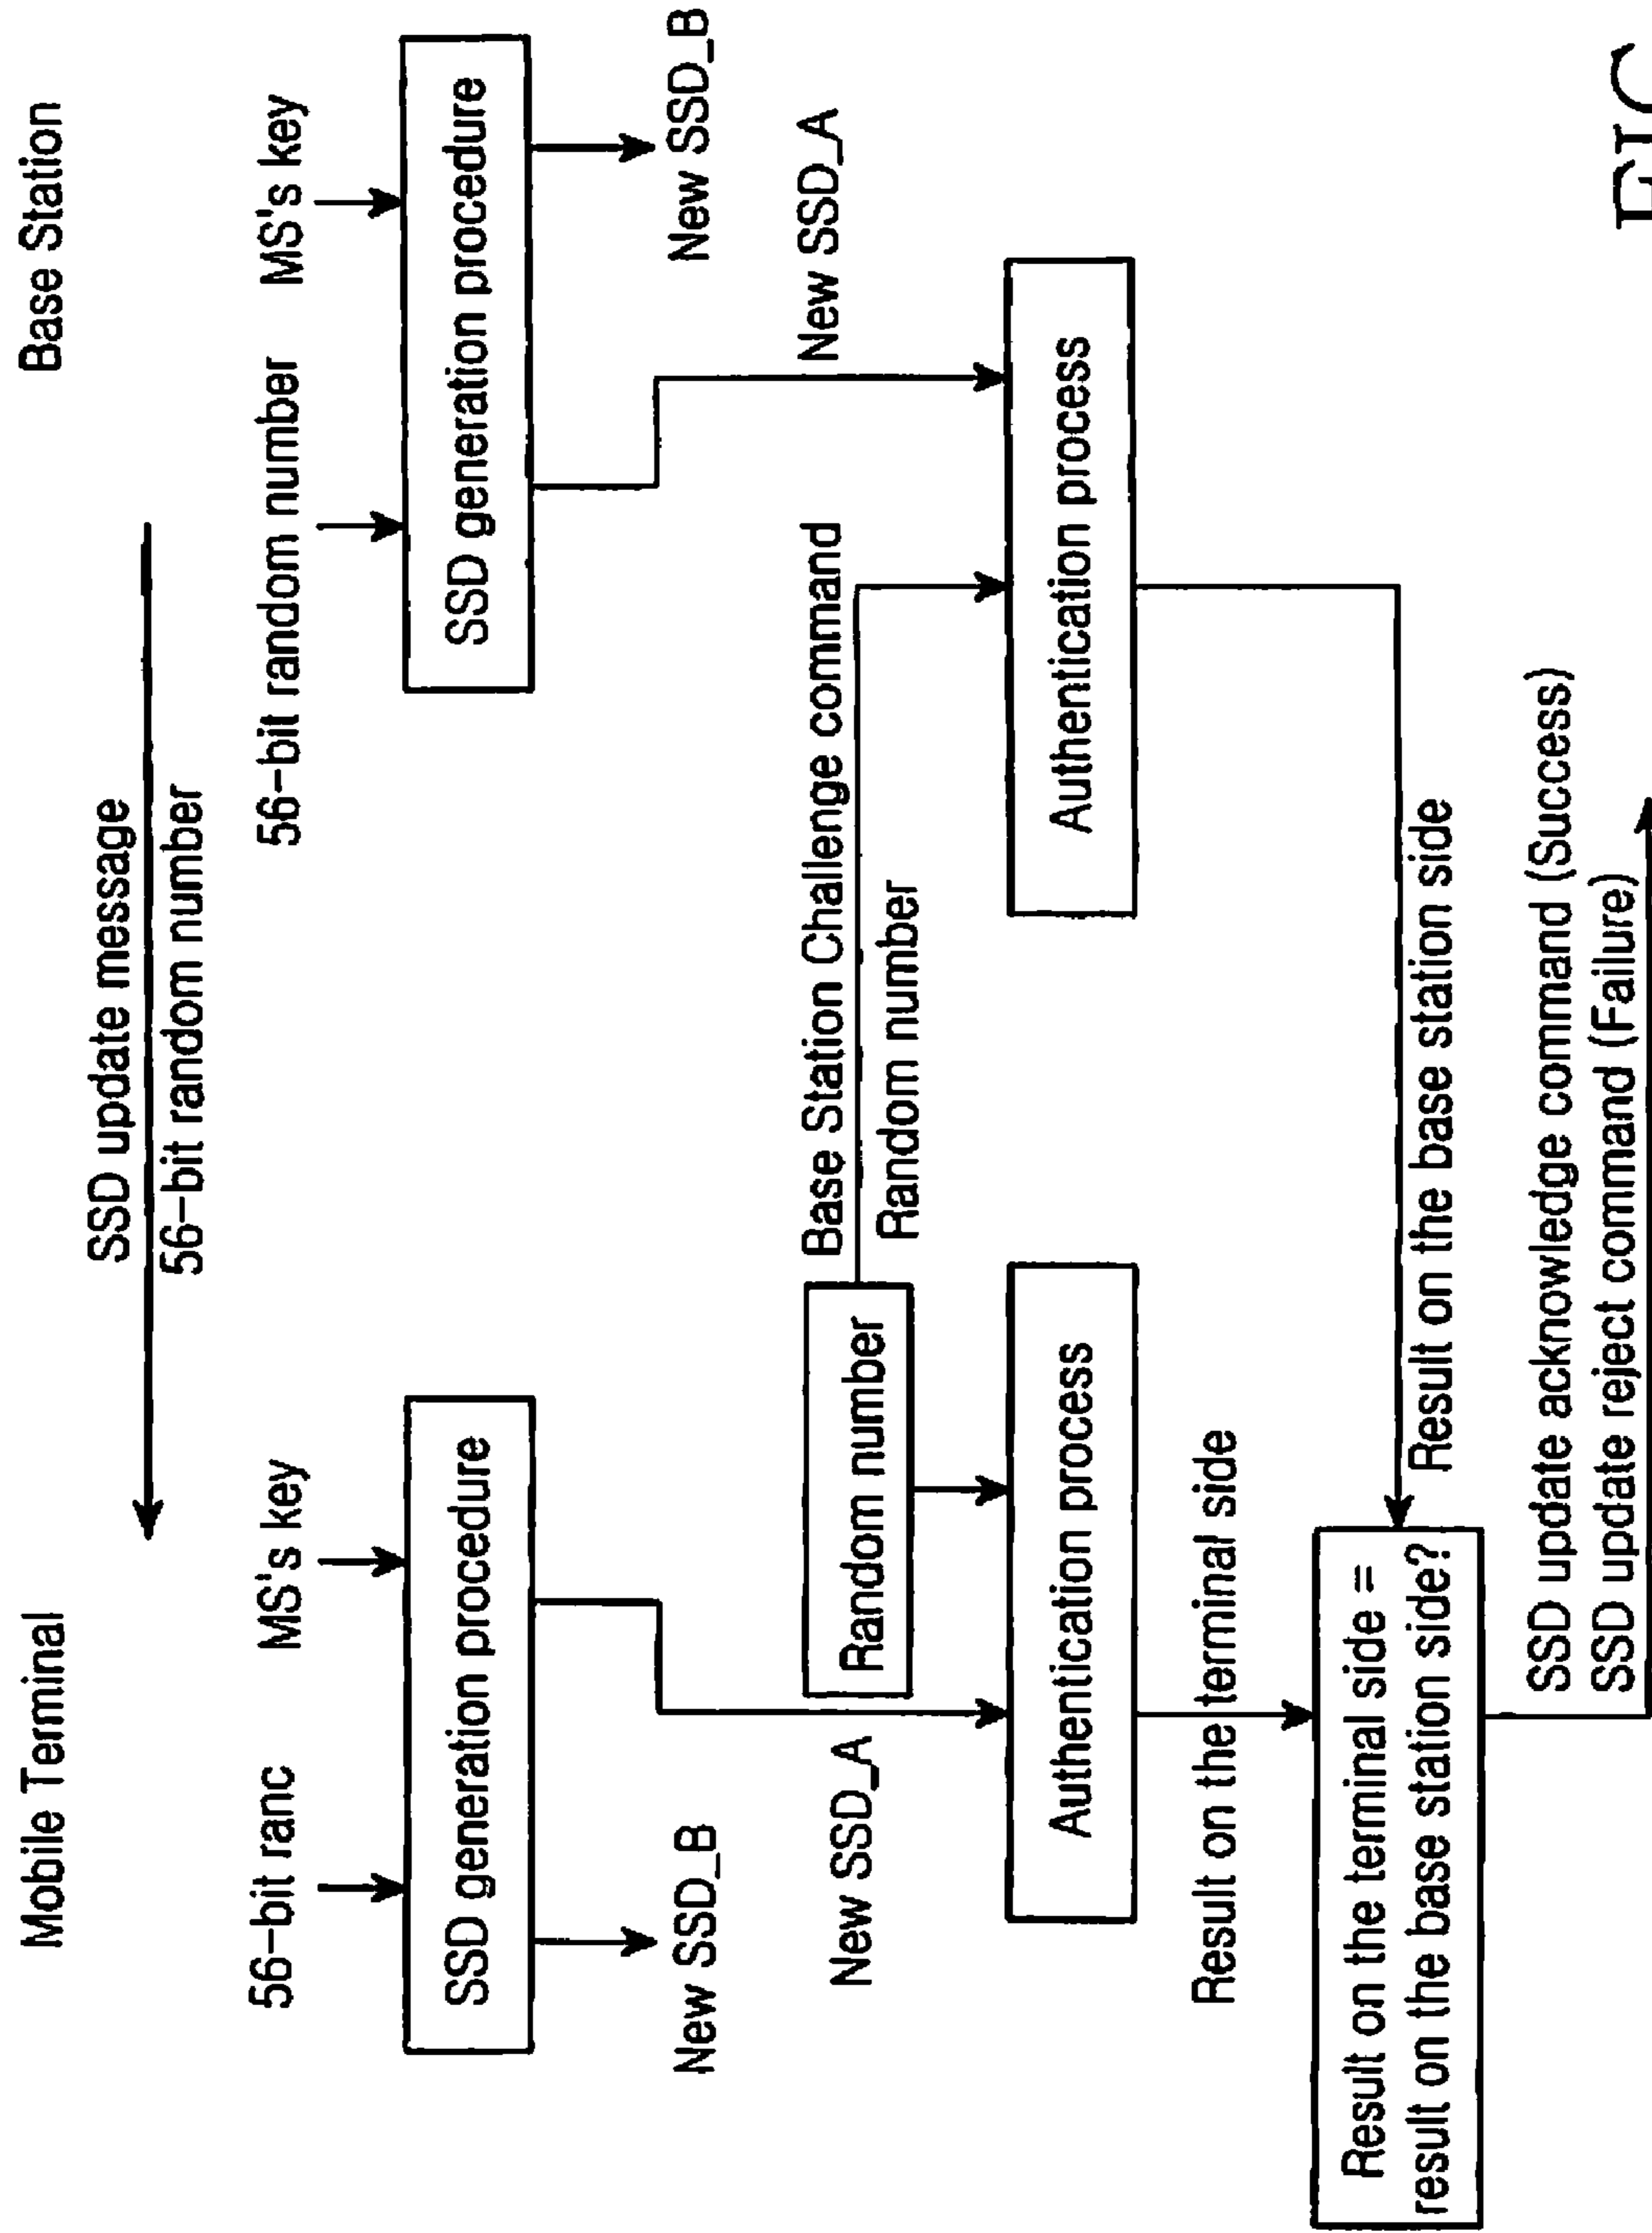 Mobile Terminal
Base Station
SSD update message
56-bit random number
56-bit ranc
MS's key
56-bit random number
MS's key
SSD generation procedure
SSD generation procedure
New SSD_B
New SSD_B
New SSD_A
Random number
Base Station Challenge command
Random number
New SSD_A
Authentication process
Authentication process
Result on the terminal side
Result on the terminal side =
result on the base station side?
Result on the base station side
SSD update acknowledge command (Success)
SSD update reject command (Failure)